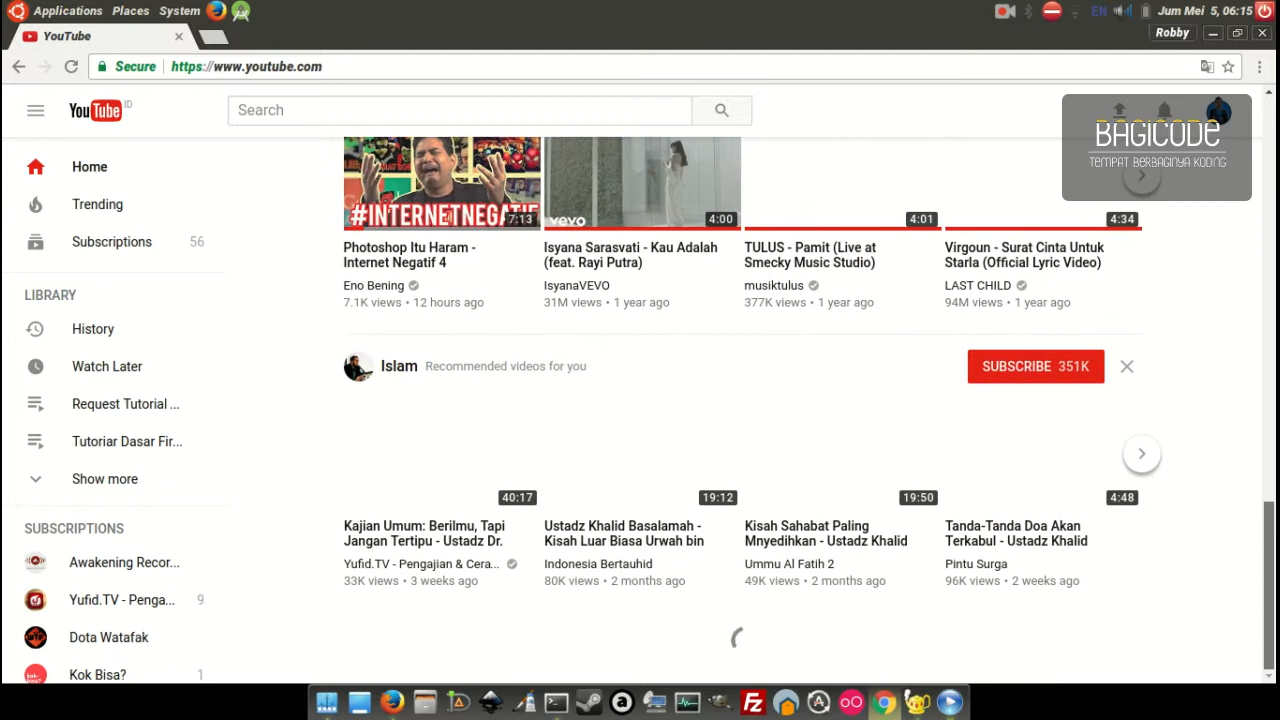 Applications Places System
EN
Jum Mei 5, 06:15
YouTube
Robby
Secure
https://www.youtube.com
YouTube ID
Search
BAGICODE
TEMPAT BERBAGINYA KODING
Home
Trending
Subscriptions 56
LIBRARY
History
Watch Later
Request Tutorial ...
Tutoriar Dasar Fir...
Show more
SUBSCRIPTIONS
Awakening Recor...
Yufid.TV - Penga... 9
Dota Watafak
Kok Bisa? 1
#INTERNETNEGATIF
7:13
vevo
4:00
4:01
4:34
Photoshop Itu Haram -
Internet Negatif 4
Eno Bening
7.1K views • 12 hours ago
Isyana Sarasvati - Kau Adalah
(feat. Rayi Putra)
IsyanaVEVO
31M views • 1 year ago
TULUS - Pamit (Live at
Smecky Music Studio)
musiktulus
377K views • 1 year ago
Virgoun - Surat Cinta Untuk
Starla (Official Lyric Video)
LAST CHILD
94M views • 1 year ago
Islam Recommended videos for you
SUBSCRIBE 351K
40:17
19:12
19:50
4:48
Kajian Umum: Berilmu, Tapi
Jangan Tertipu - Ustadz Dr.
Yufid.TV - Pengajian & Cera...
33K views • 3 weeks ago
Ustadz Khalid Basalamah -
Kisah Luar Biasa Urwah bin
Indonesia Bertauhid
80K views • 2 months ago
Kisah Sahabat Paling
Mnyedihkan - Ustadz Khalid
Ummu Al Fatih 2
49K views • 2 months ago
Tanda-Tanda Doa Akan
Terkabul - Ustadz Khalid
Pintu Surga
96K views • 2 weeks ago